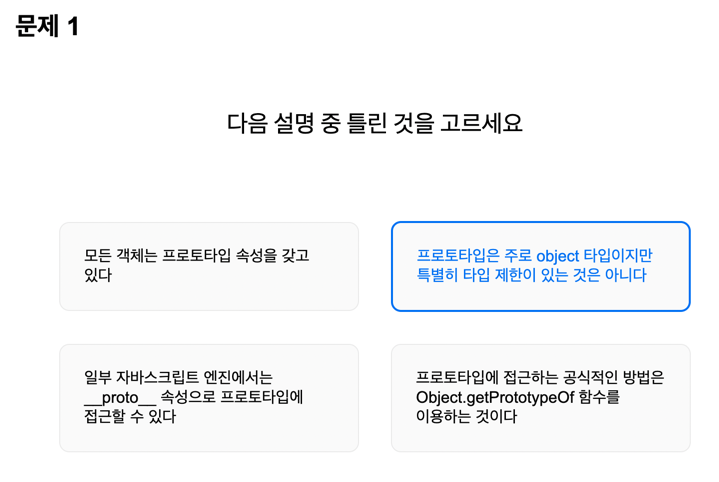 문제 1
다음 설명 중 틀린 것을 고르세요
모든 객체는 프로토타입 속성을 갖고
있다
프로토타입은 주로 object 타입이지만
특별히 타입 제한이 있는 것은 아니다
일부 자바스크립트 엔진에서는
__proto__ 속성으로 프로토타입에
접근할 수 있다
프로토타입에 접근하는 공식적인 방법은
Object.getPrototypeOf 함수를
이용하는 것이다